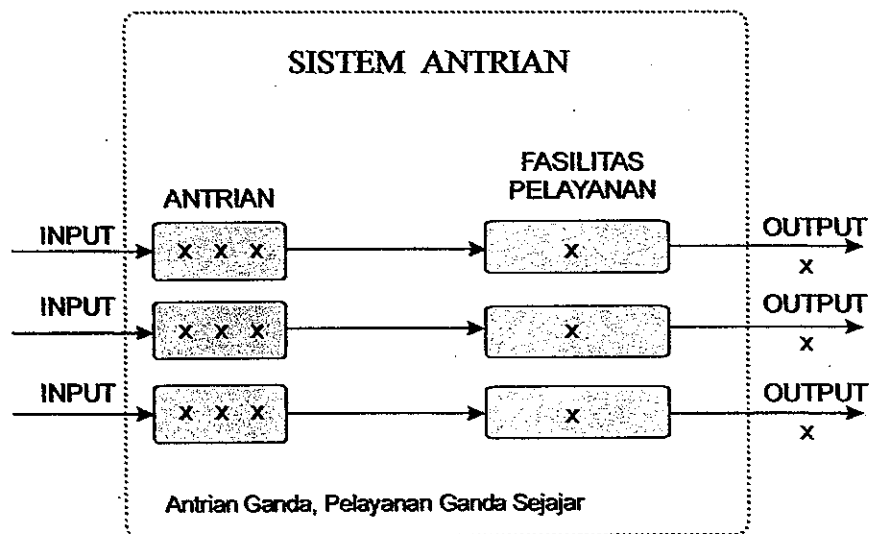 SISTEM ANTRIAN
FASILITAS
PELAYANAN
ANTRIAN
INPUT
x x x
x
OUTPUT
x
INPUT
x x x
x
OUTPUT
x
INPUT
x x x
x
OUTPUT
x
Antrian Ganda, Pelayanan Ganda Sejajar